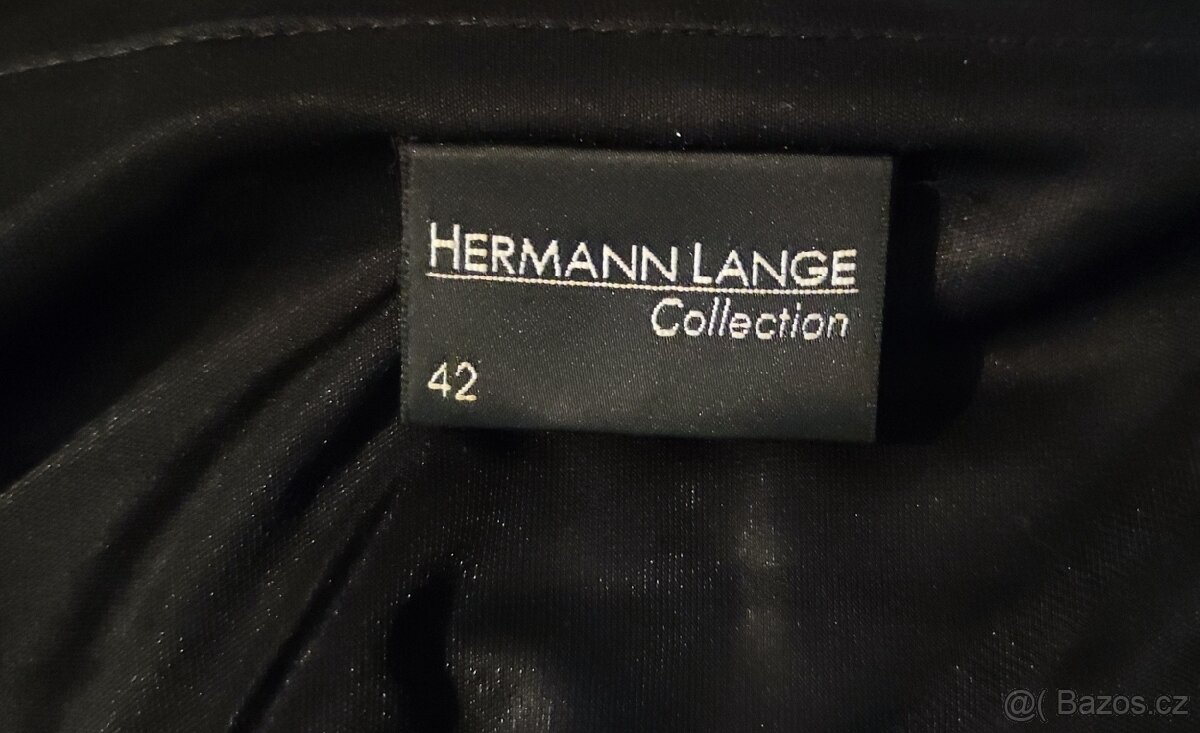 HERMANN LANGE
Collection
42
@( Bazos.cz